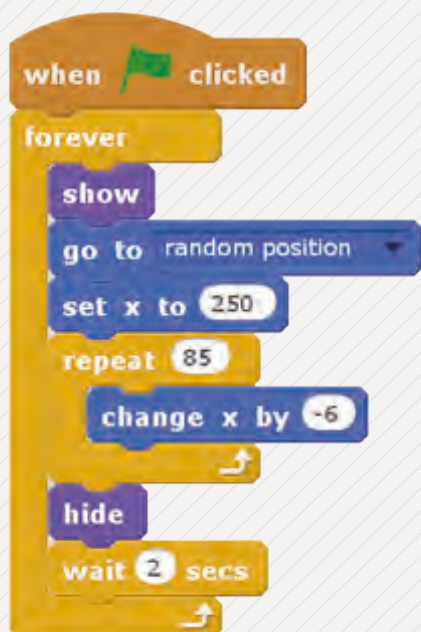 when clicked
forever
show
go to random position
set x to 250
repeat 85
change x by -6
hide
wait 2 secs